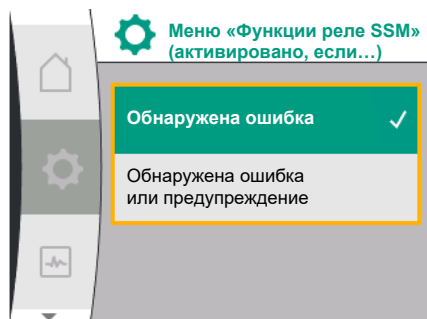 Меню «Функции реле SSM»
(активировано, если…)
Обнаружена ошибка
Обнаружена ошибка
или предупреждение